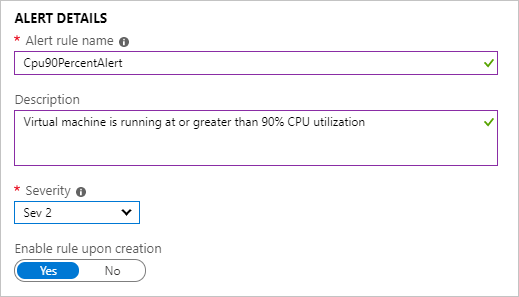 ALERT DETAILS
* Alert rule name
Cpu90PercentAlert
Description
Virtual machine is running at or greater than 90% CPU utilization
* Severity
Sev 2
Enable rule upon creation
Yes No